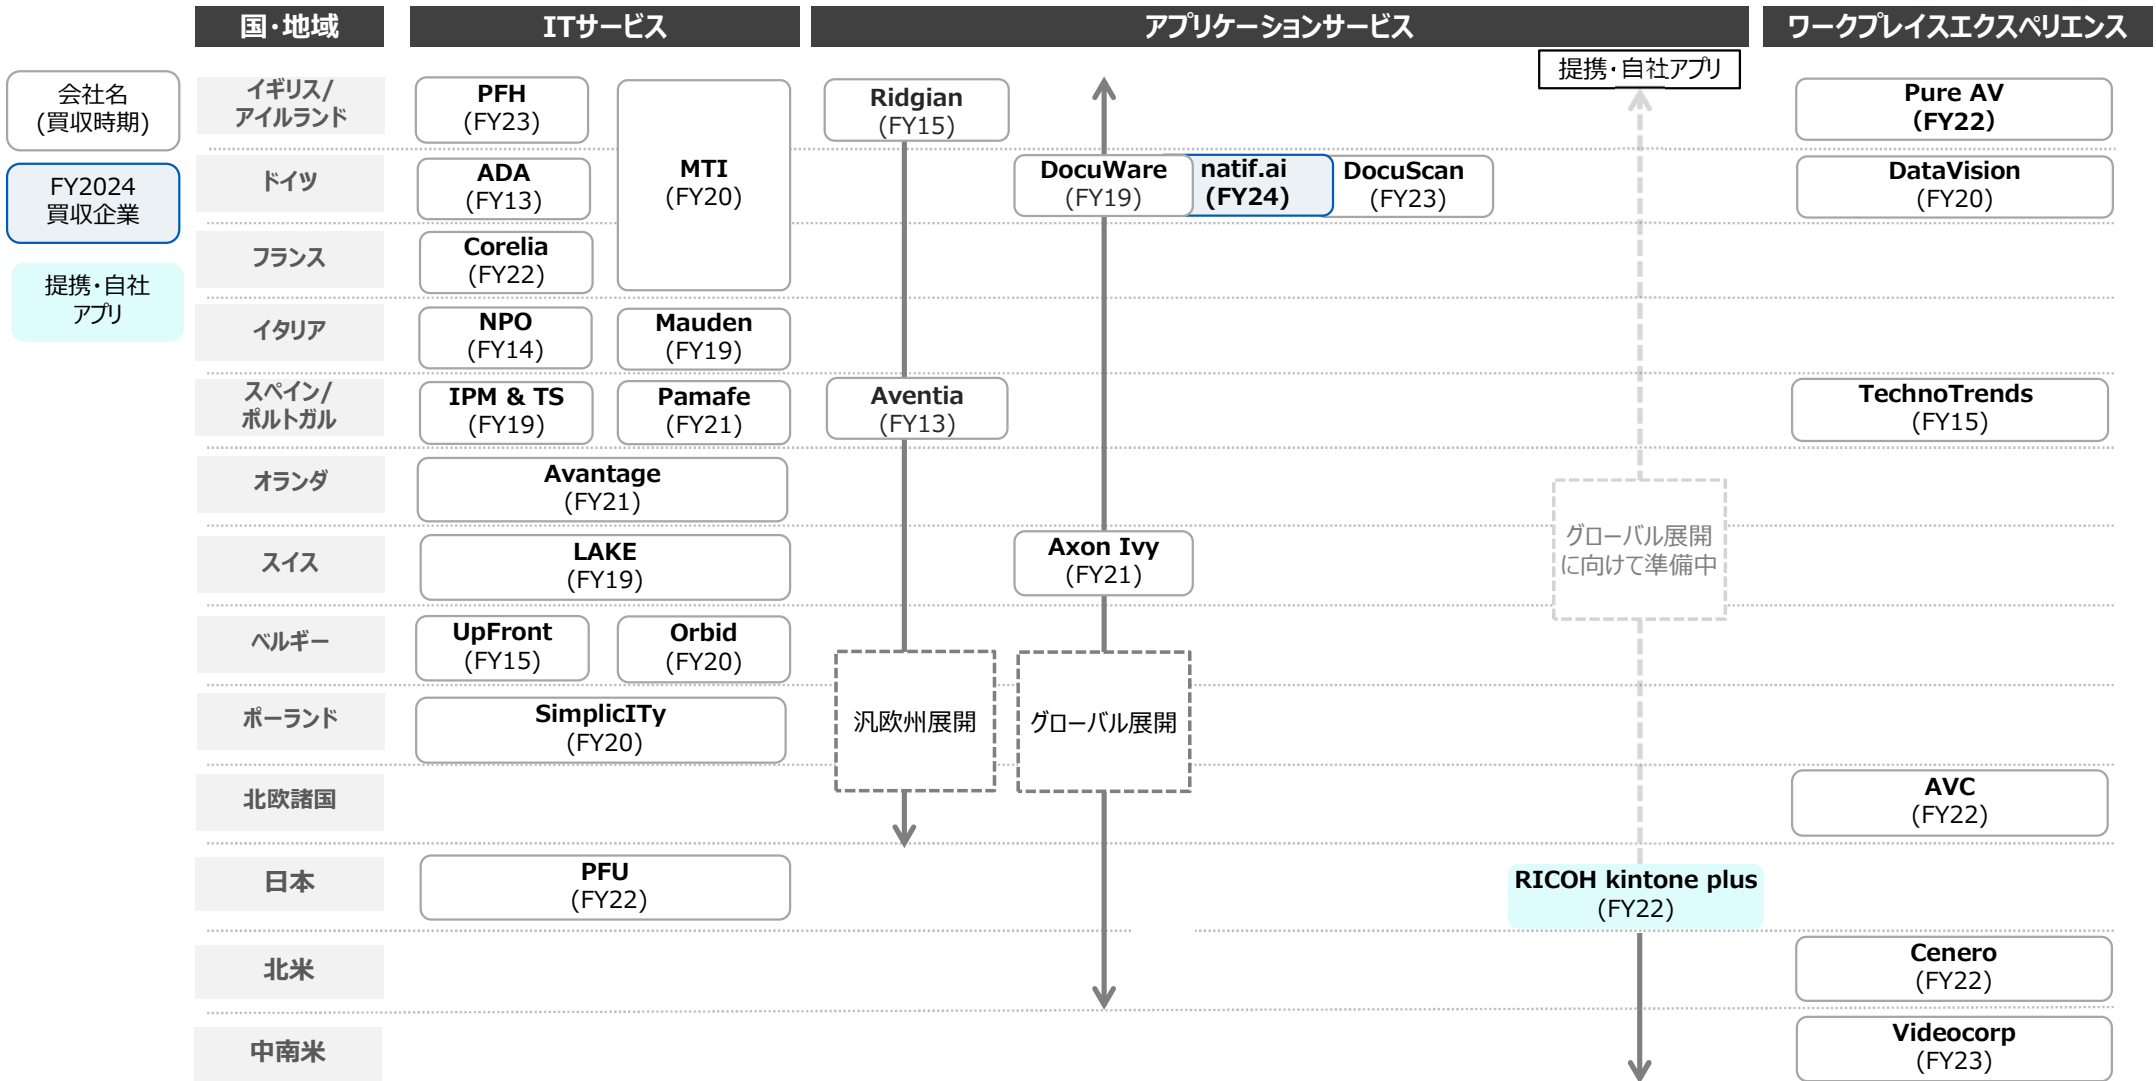 国・地域
ITサービス
アプリケーションサービス
ワークプレイスエクスペリエンス
会社名
(買収時期)
FY2024
買収企業
提携・自社
アプリ
提携・自社アプリ
イギリス/
アイルランド
PFH
(FY23)
MTI
(FY20)
Ridgian
(FY15)
Pure AV
(FY22)
ドイツ
ADA
(FY13)
DocuWare
(FY19)
natif.ai
(FY24)
DocuScan
(FY23)
DataVision
(FY20)
フランス
Corelia
(FY22)
イタリア
NPO
(FY14)
Mauden
(FY19)
スペイン/
ポルトガル
IPM & TS
(FY19)
Pamafe
(FY21)
Aventia
(FY13)
TechnoTrends
(FY15)
オランダ
Avantage
(FY21)
スイス
LAKE
(FY19)
Axon Ivy
(FY21)
グローバル展開
に向けて準備中
ベルギー
UpFront
(FY15)
Orbid
(FY20)
ポーランド
SimplicITy
(FY20)
汎欧州展開
グローバル展開
北欧諸国
AVC
(FY22)
日本
PFU
(FY22)
RICOH kintone plus
(FY22)
北米
Cenero
(FY22)
中南米
Videocorp
(FY23)